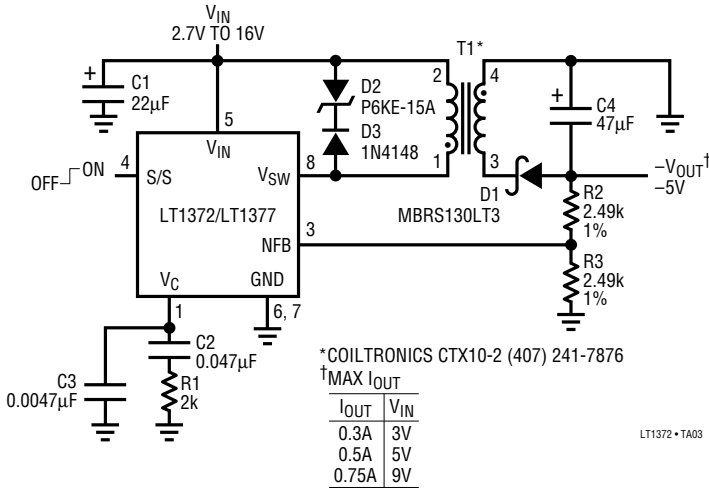 VIN
2.7V TO 16V
T1*
+
C1
22µF
D2
P6KE-15A
D3
1N4148
2
1
4
3
+
C4
47µF
5
VIN
OFF
ON
4
S/S
VSW
8
LT1372/LT1377
NFB
3
VC
GND
1
6, 7
D1
MBRS130LT3
–VOUT†
–5V
R2
2.49k
1%
R3
2.49k
1%
C2
0.047µF
C3
0.0047µF
R1
2k
*COILTRONICS CTX10-2 (407) 241-7876
†MAX IOUT
IOUT VIN
0.3A 3V
0.5A 5V
0.75A 9V
LT1372 • TA03